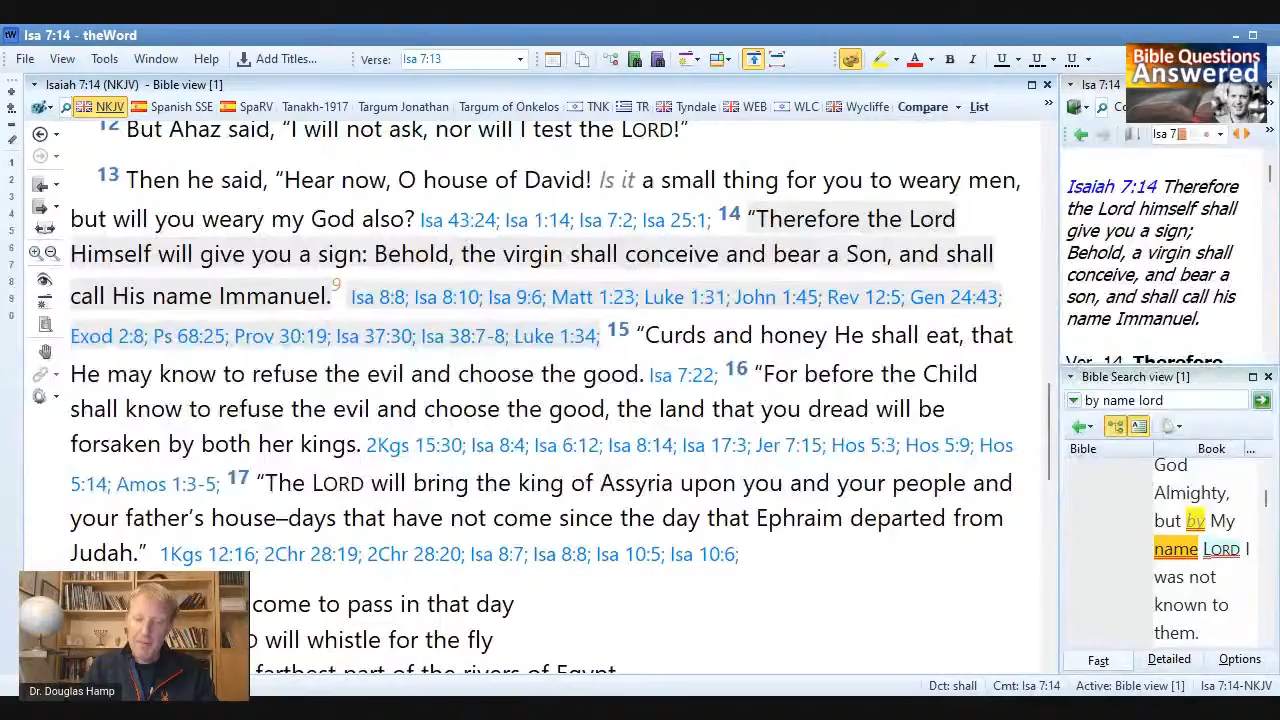 Isa 7:14 - theWord
File View Tools Window Help Add Titles... Verse: Isa 7:13
Isaiah 7:14 (NKJV) - Bible view [1]
NKJV Spanish SSE SpaRV Tanakh-1917 Targum Jonathan Targum of Onkelos TNK TR Tyndale WEB WLC Wycliffe Compare List
12 But Ahaz said, “I will not ask, nor will I test the LORD!”
13 Then he said, “Hear now, O house of David! Is it a small thing for you to weary men,
but will you weary my God also? Isa 43:24; Isa 1:14; Isa 7:2; Isa 25:1; 14 “Therefore the Lord
Himself will give you a sign: Behold, the virgin shall conceive and bear a Son, and shall
call His name Immanuel.9 Isa 8:8; Isa 8:10; Isa 9:6; Matt 1:23; Luke 1:31; John 1:45; Rev 12:5; Gen 24:43;
Exod 2:8; Ps 68:25; Prov 30:19; Isa 37:30; Isa 38:7-8; Luke 1:34; 15 “Curds and honey He shall eat, that
He may know to refuse the evil and choose the good. Isa 7:22; 16 “For before the Child
shall know to refuse the evil and choose the good, the land that you dread will be
forsaken by both her kings. 2Kgs 15:30; Isa 8:4; Isa 6:12; Isa 8:14; Isa 17:3; Jer 7:15; Hos 5:3; Hos 5:9; Hos
5:14; Amos 1:3-5; 17 “The LORD will bring the king of Assyria upon you and your people and
your father’s house–days that have not come since the day that Ephraim departed from
Judah.” 1Kgs 12:16; 2Chr 28:19; 2Chr 28:20; Isa 8:7; Isa 8:8; Isa 10:5; Isa 10:6;
come to pass in that day
will whistle for the fly
farthest part of the rivers of Egypt
Dr. Douglas Hamp
Bible Questions
Answered
Isa 7:14
Isa 7
Isaiah 7:14 Therefore
the Lord himself shall
give you a sign;
Behold, a virgin shall
conceive, and bear a
son, and shall call his
name Immanuel.
Ver. 14. Therefore
Bible Search view [1]
by name lord
Bible Book ...
God
Almighty,
but by My
name LORD I
was not
known to
them.
Fast Detailed Options
Dct: shall Cmt: Isa 7:14 Active: Bible view [1] Isa 7:14-NKJV